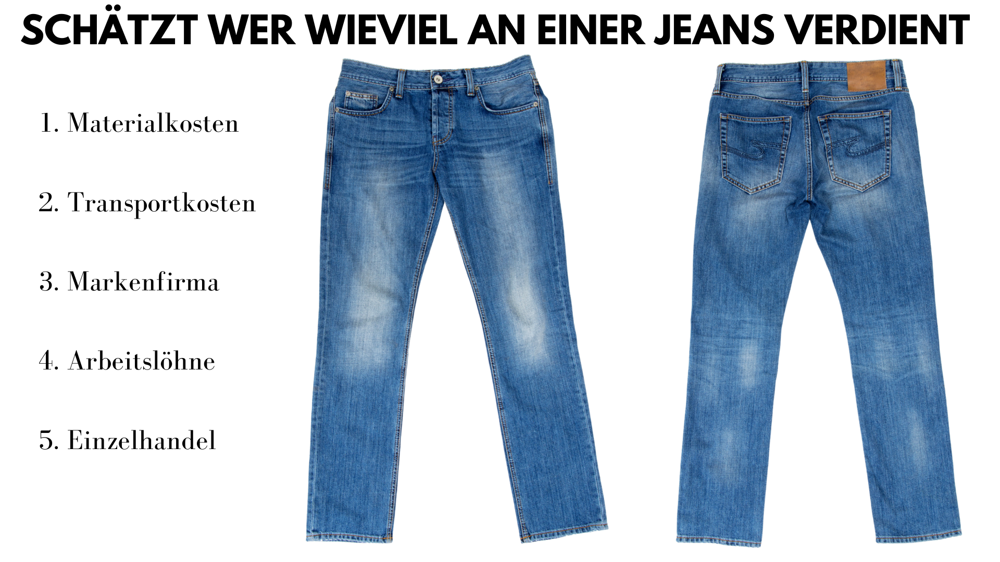 SCHÄTZT WER WIEVIEL AN EINER JEANS VERDIENT
1. Materialkosten
2. Transportkosten
3. Markenfirma
4. Arbeitslöhne
5. Einzelhandel